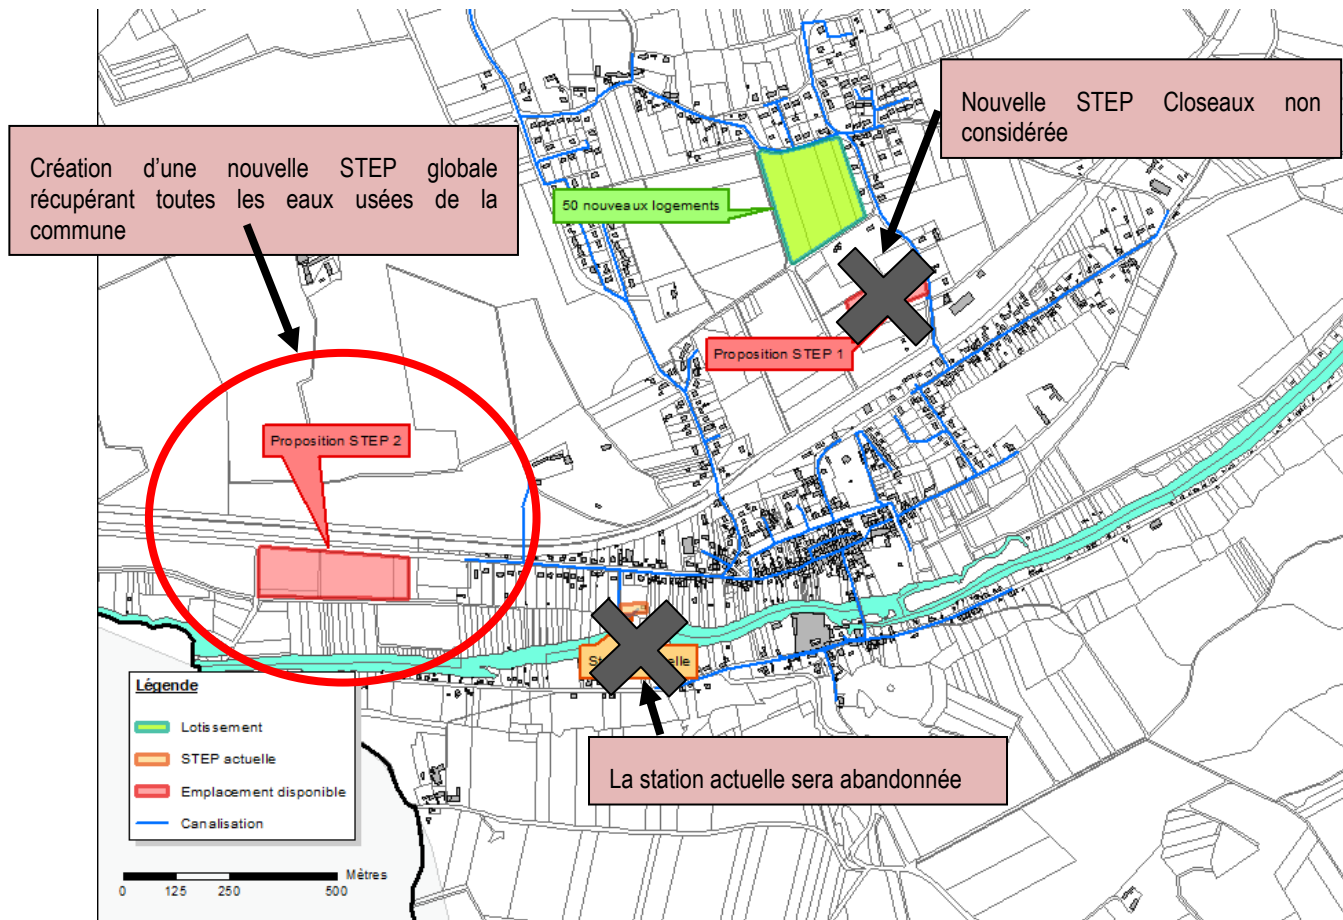 Nouvelle STEP Closeaux non
considérée
Création d'une nouvelle STEP globale
récupérant toutes les eaux usées de la
commune
50 nouveaux logements
Proposition STEP 1
Proposition STEP 2
La station actuelle sera abandonnée
Légende
Lotissement
STEP actuelle
Emplacement disponible
Canalisation
Mètres
0 125 250 500